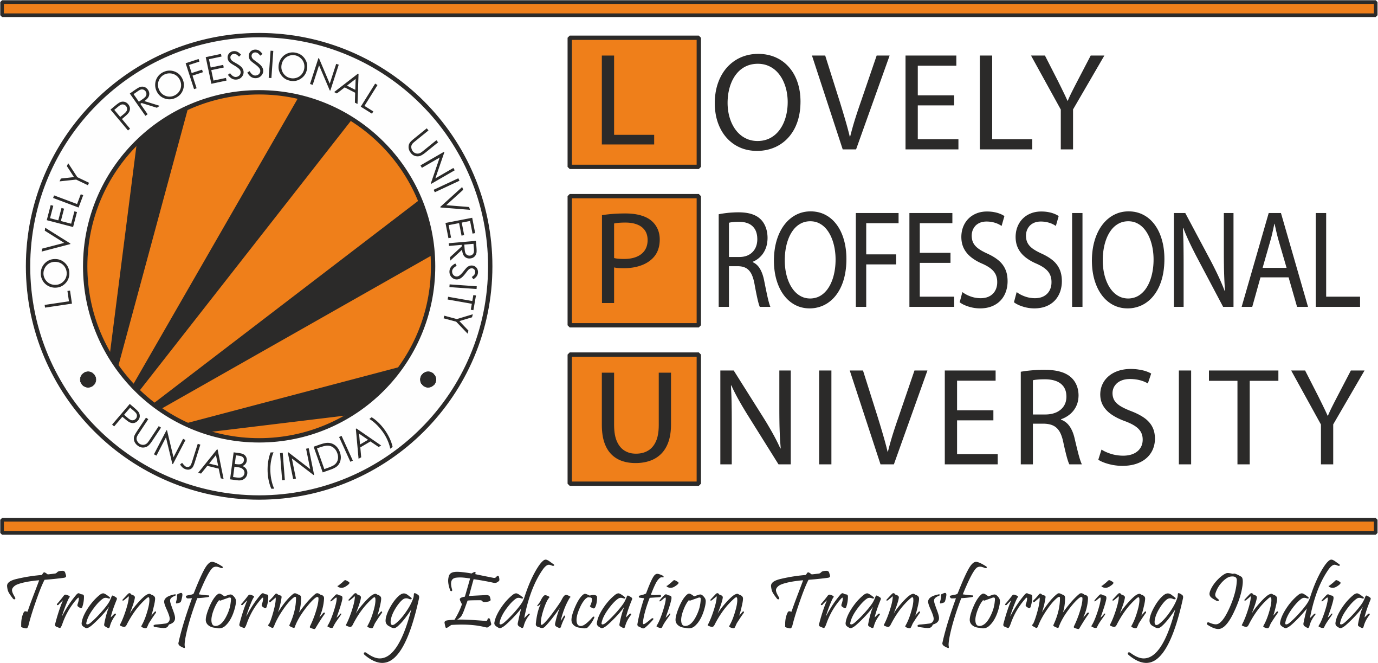 LOVELY PROFESSIONAL UNIVERSITY
PUNJAB (INDIA)
LOVELY
PROFESSIONAL
UNIVERSITY
Transforming Education Transforming India